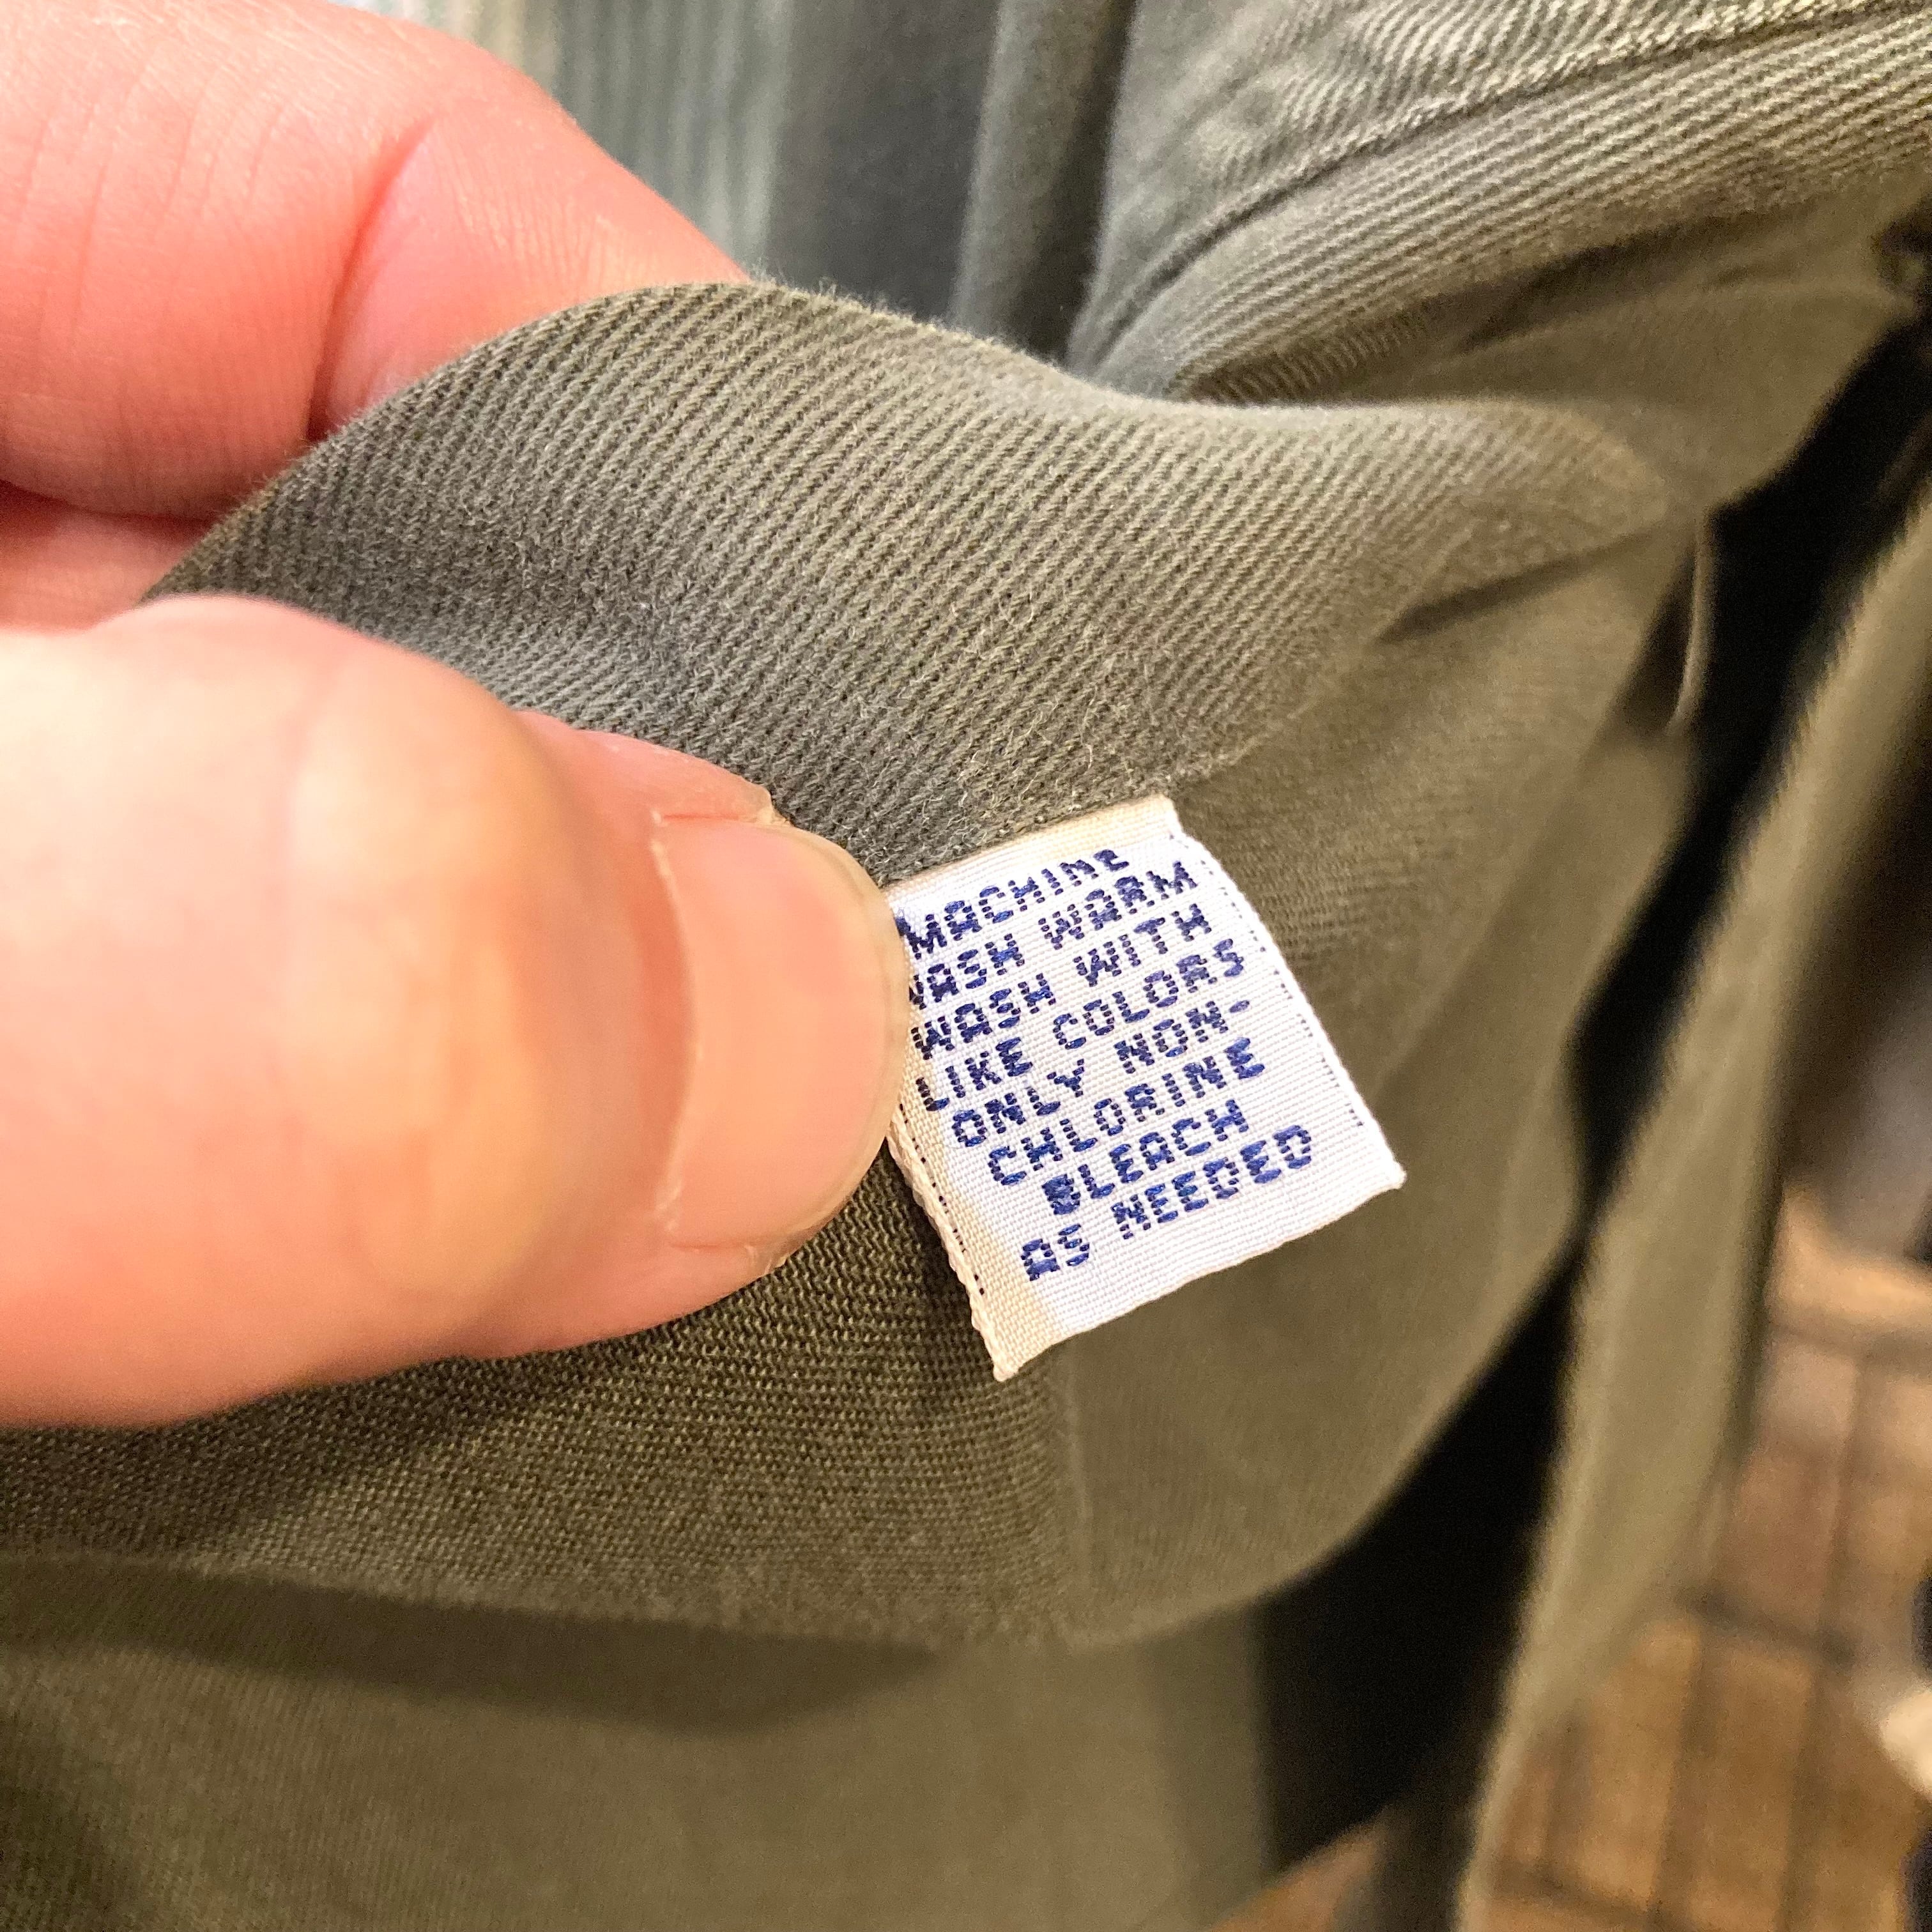 MACHINE
WASH WARM
WASH WITH
LIKE COLORS
ONLY NON-
CHLORINE
BLEACH
AS NEEDED